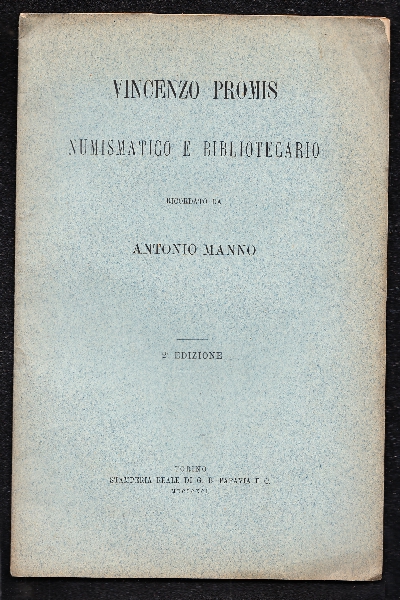 VINCENZO PROMIS
NUMISMATICO E BIBLIOTECARIO
RICORDATO DA
ANTONIO MANNO
2ª EDIZIONE
TORINO
STAMPERIA REALE DI G. B. PARAVIA E C.